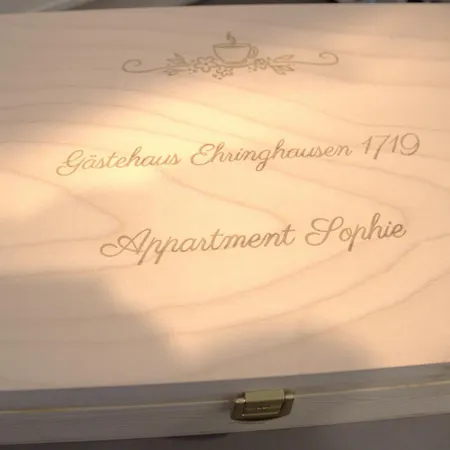 Gästehaus Ehringhausen 1719
Appartment Sophie